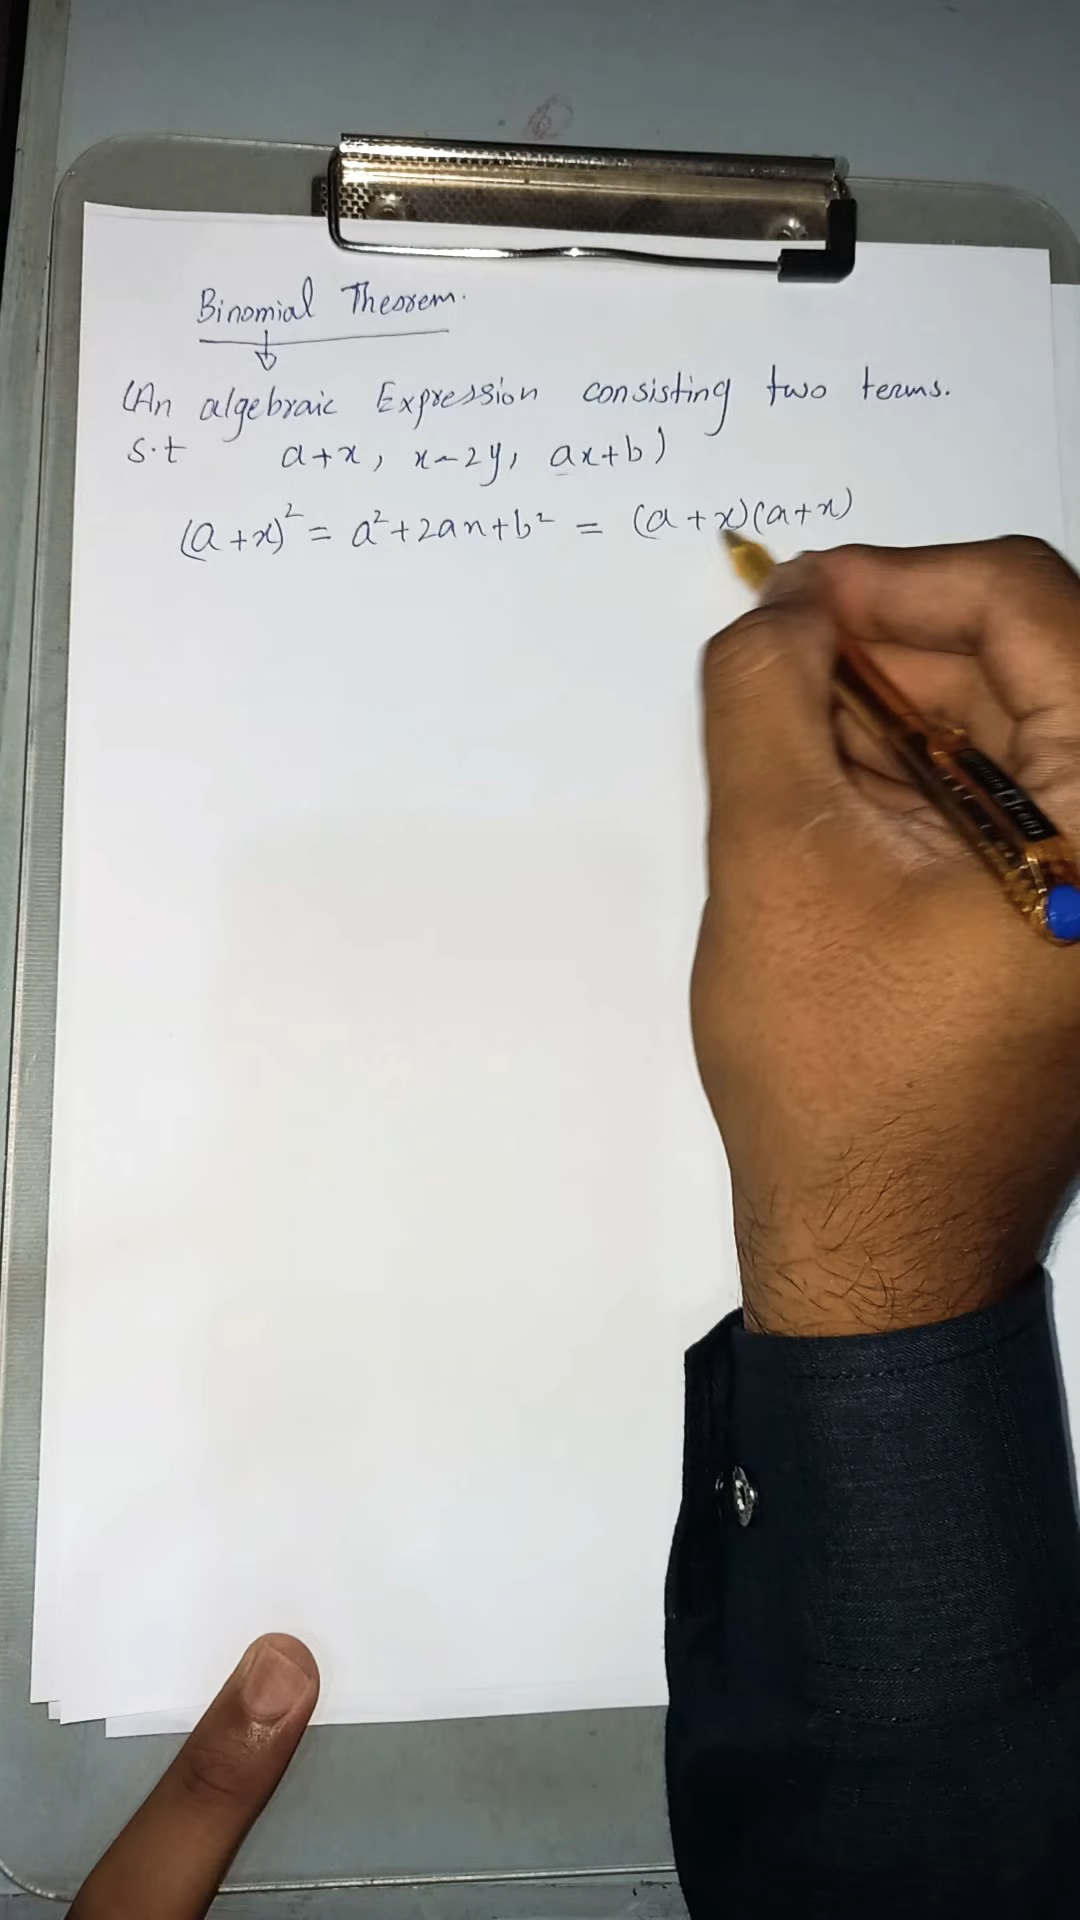 Binomial Theorem.
(An algebraic Expression consisting two terms.
s.t a+x, x-2y, ax+b)
(a+x)² = a²+2ax+b² = (a+x)(a+x)